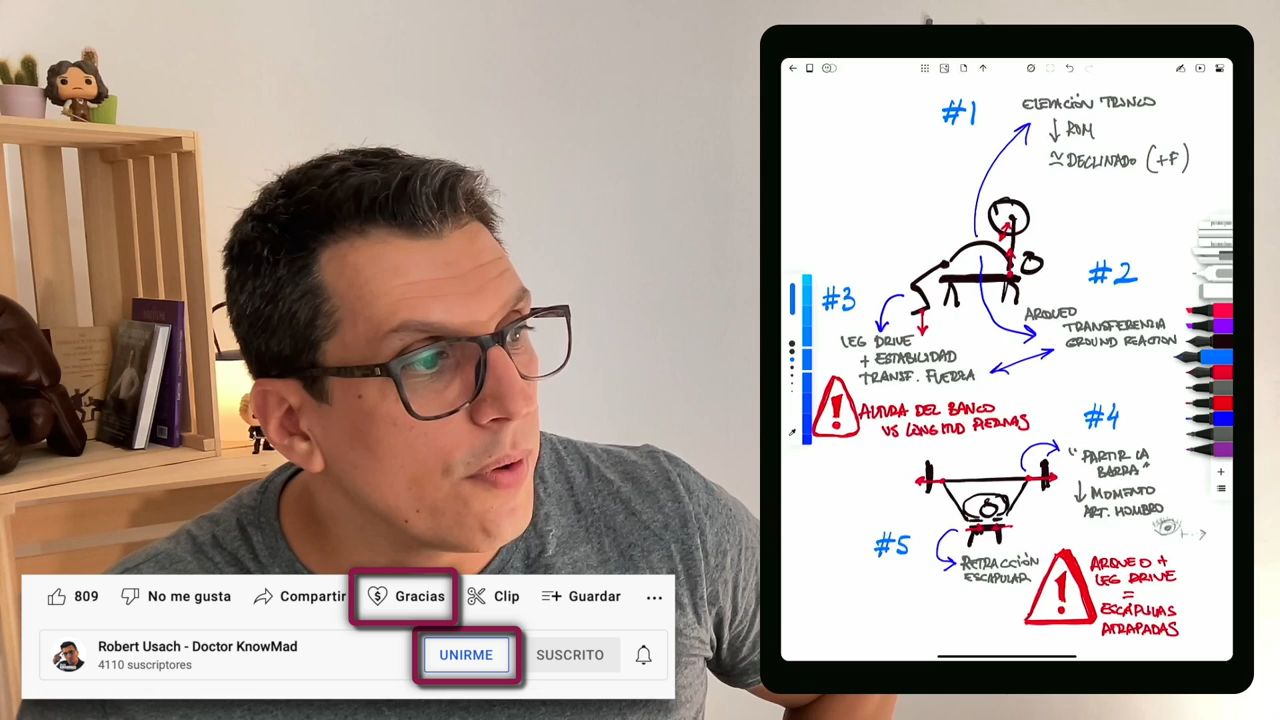 #1
ELEVACIÓN TRONCO
↓ ROM
≃ DECLINADO (+F)
#2
ARQUEO
TRANSFERENCIA
GROUND REACTION
#3
LEG DRIVE
+ ESTABILIDAD
TRANSF. FUERZA
ALTURA DEL BANCO
VS LONGITUD PIERNAS
#4
"PARTIR LA
BARRA"
↓ MOMENTO
ART. HOMBRO
#5
RETRACCIÓN
ESCAPULAR
ARQUEO +
LEG DRIVE
=
ESCÁPULAS
ATRAPADAS
809
No me gusta
Compartir
Gracias
Clip
Guardar
...
Robert Usach - Doctor KnowMad
4110 suscriptores
UNIRME
SUSCRITO